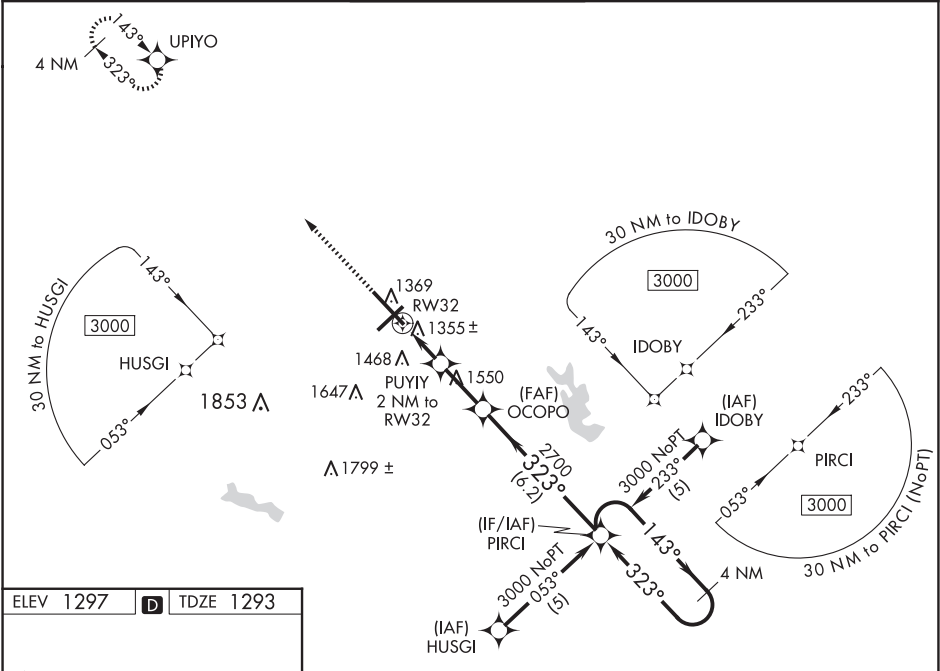 UPIYO
143°
4 NM
323°
30 NM to HUSGI
143°
3000
HUSGI
053°
1853
1369
RW32
1355 ±
1468
PUYIY
2 NM to
RW32
1550
1647
(FAF)
OCOPO
1799 ±
2700
323°
(6.2)
30 NM to IDOBY
3000
143°
233°
IDOBY
(IAF)
IDOBY
3000 NoPT
233°
(5)
(IF/IAF)
PIRCI
143°
323°
4 NM
3000 NoPT
053°
(5)
(IAF)
HUSGI
233°
PIRCI
053°
3000
30 NM to PIRCI (NoPT)
ELEV 1297 D TDZE 1293